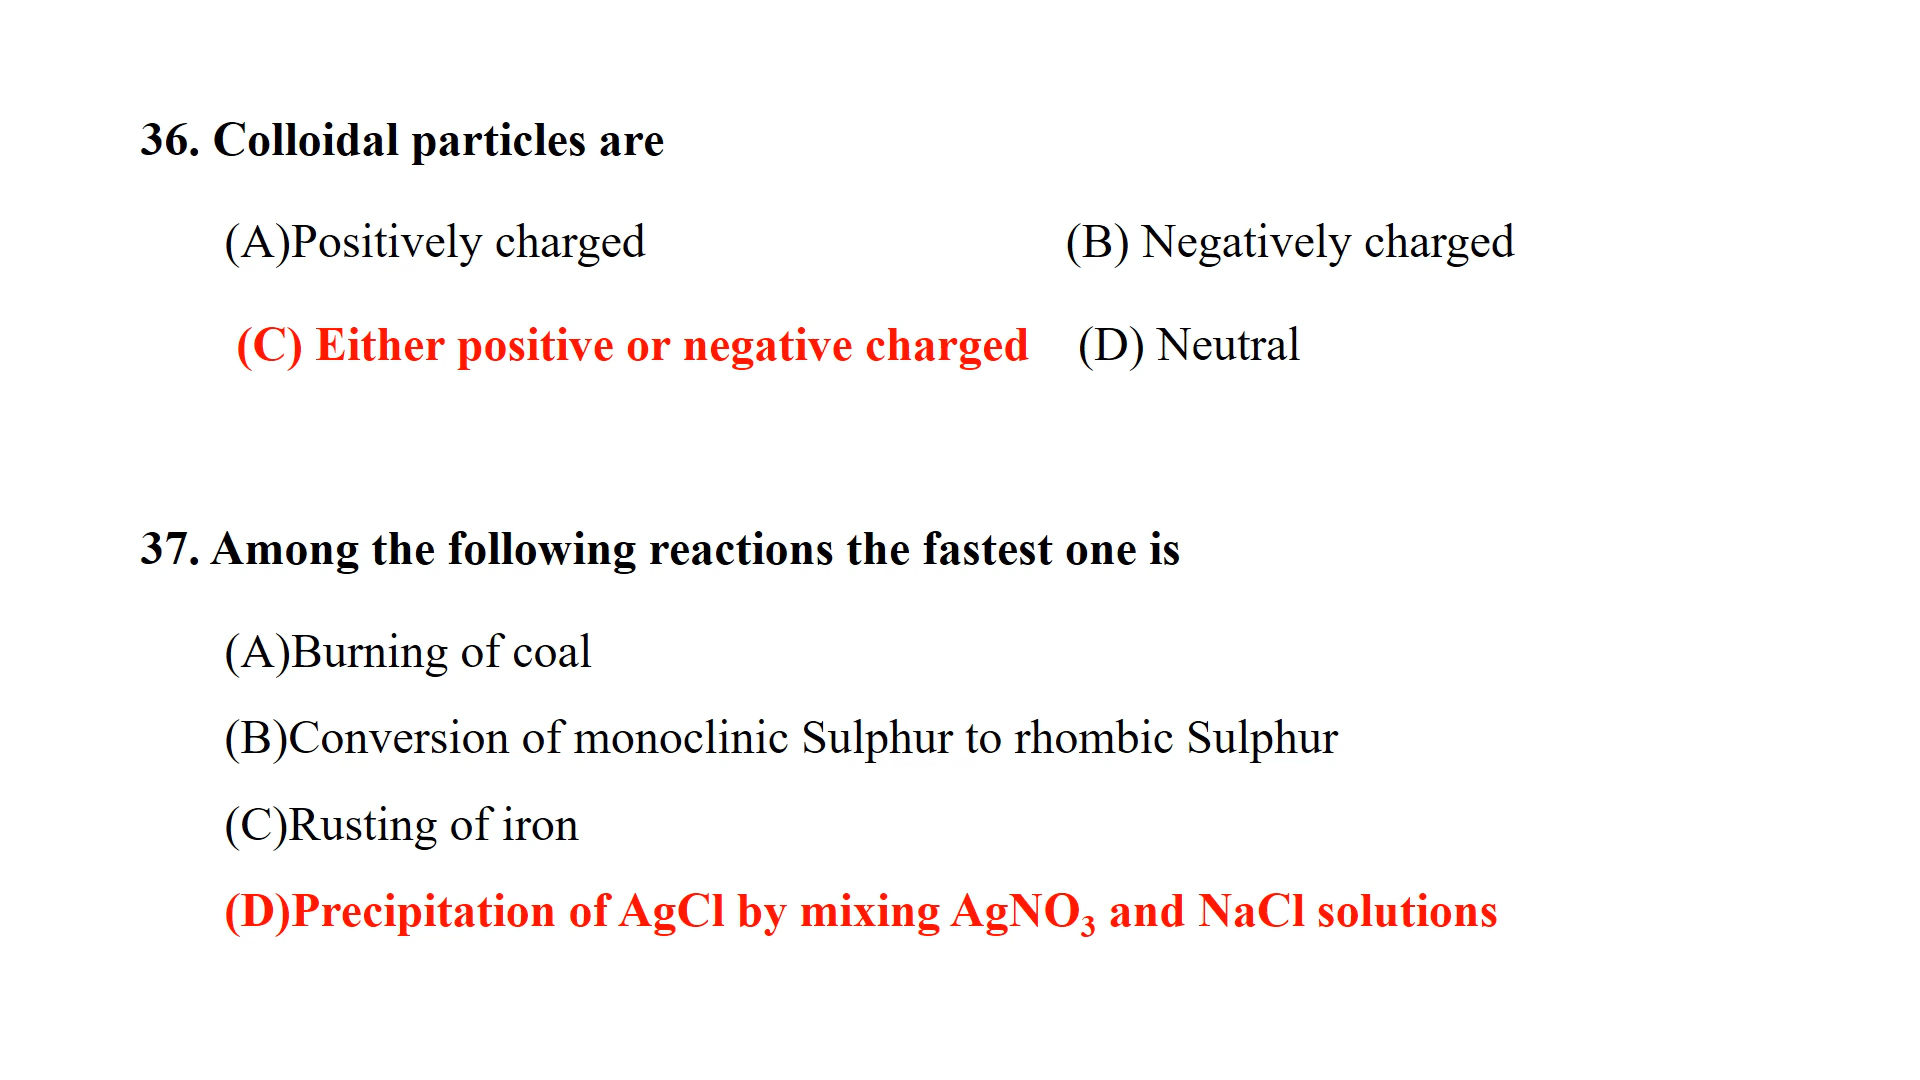 36. Colloidal particles are
(A)Positively charged (B) Negatively charged
(C) Either positive or negative charged (D) Neutral
37. Among the following reactions the fastest one is
(A)Burning of coal
(B)Conversion of monoclinic Sulphur to rhombic Sulphur
(C)Rusting of iron
(D)Precipitation of AgCl by mixing AgNO₃ and NaCl solutions